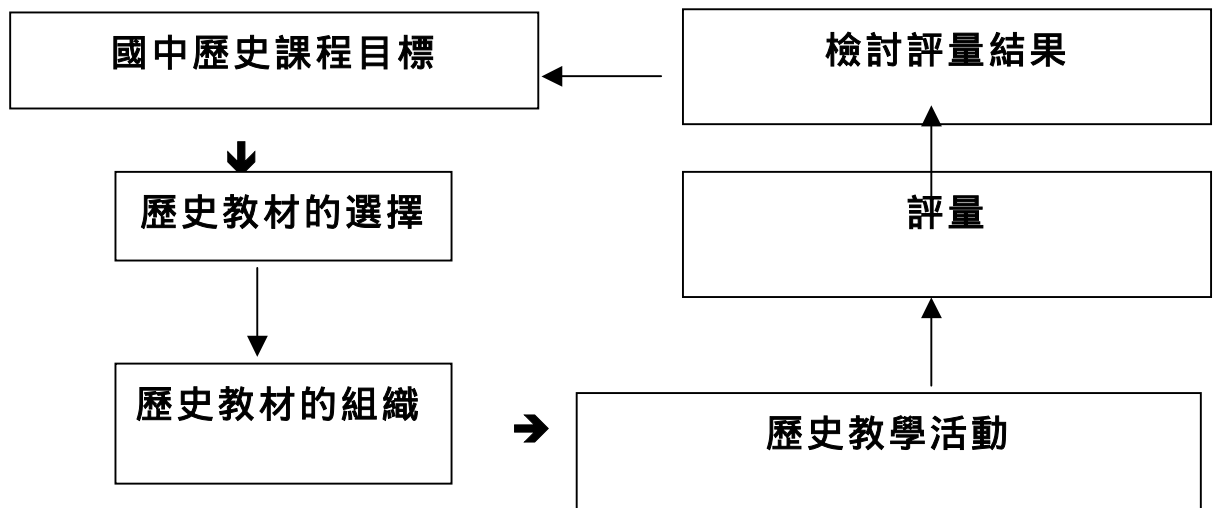 國中歷史課程目標
檢討評量結果
歷史教材的選擇
評量
歷史教材的組織
歷史教學活動